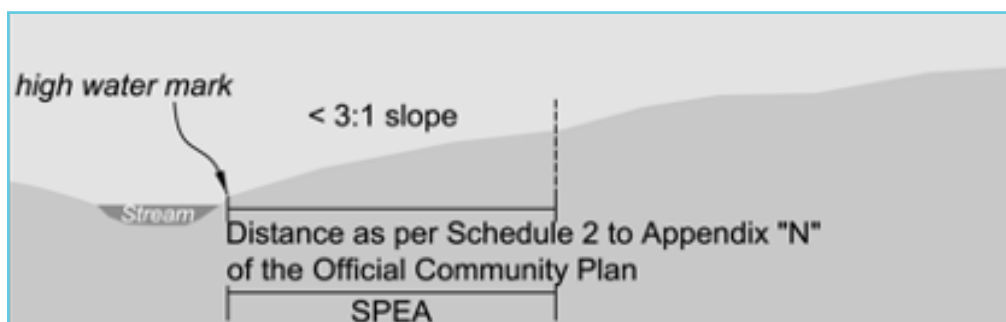 high water mark
< 3:1 slope
Stream
Distance as per Schedule 2 to Appendix "N"
of the Official Community Plan
SPEA